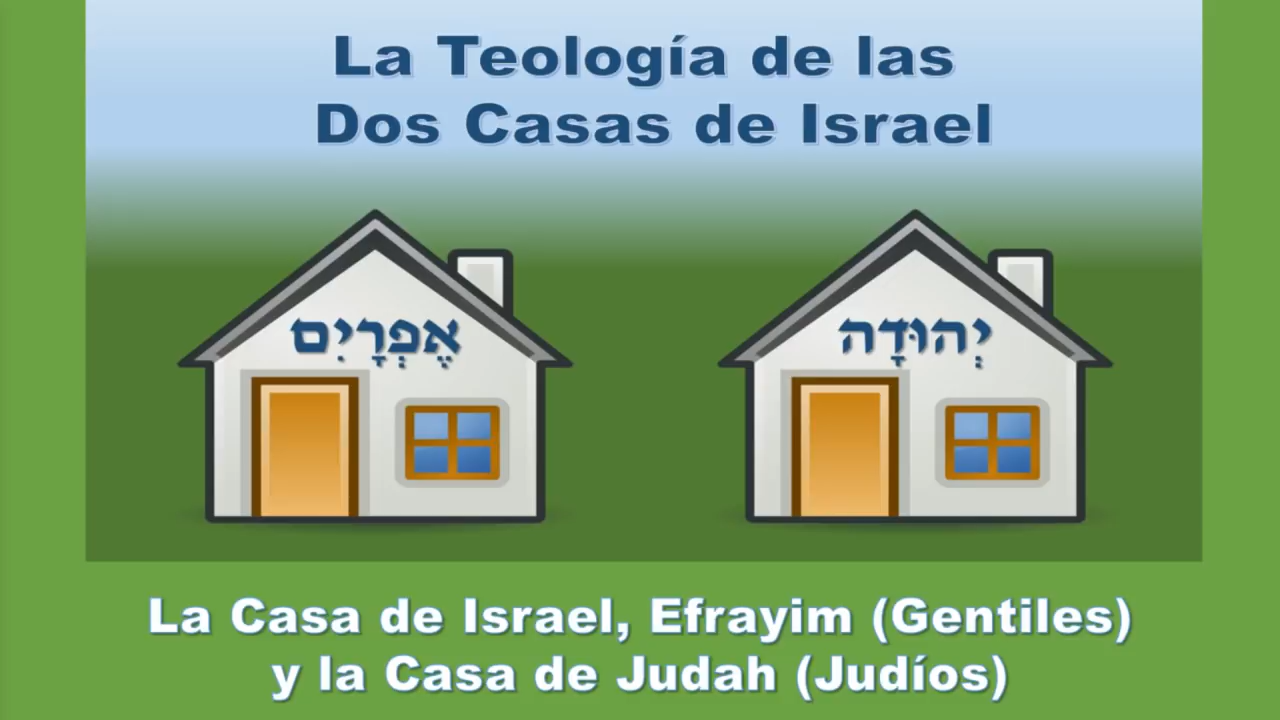 La Teología de las
Dos Casas de Israel
אֶפְרָיִם
יְהוּדָה
La Casa de Israel, Efrayim (Gentiles)
y la Casa de Judah (Judíos)